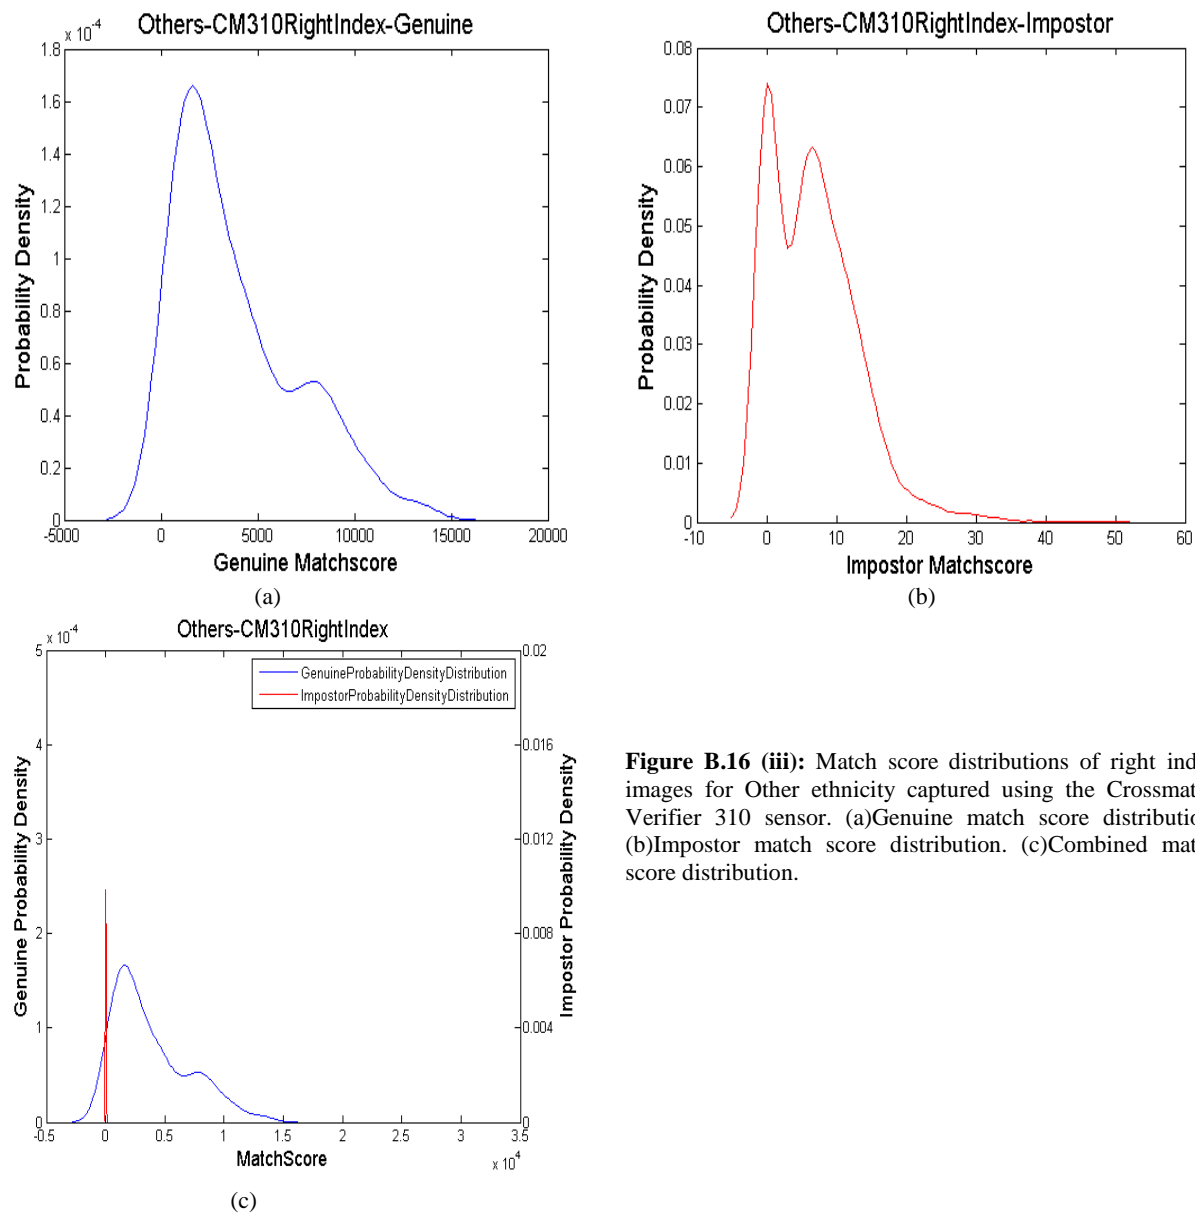 x 10⁻⁴
Others-CM310RightIndex-Genuine
1.8
1.6
1.4
1.2
1
0.8
0.6
0.4
0.2
0
-5000 0 5000 10000 15000 20000
Probability Density
Genuine Matchscore
(a)
Others-CM310RightIndex-Impostor
0.08
0.07
0.06
0.05
0.04
0.03
0.02
0.01
0
-10 0 10 20 30 40 50 60
Probability Density
Impostor Matchscore
(b)
x 10⁻⁴
Others-CM310RightIndex
GenuineProbabilityDensityDistribution
ImpostorProbabilityDensityDistribution
5
4
3
2
1
0
0.02
0.016
0.012
0.008
0.004
0
-0.5 0 0.5 1 1.5 2 2.5 3 3.5
Genuine Probability Density
Impostor Probability Density
MatchScore
x 10⁴
(c)
Figure B.16 (iii): Match score distributions of right ind
images for Other ethnicity captured using the Crossmat
Verifier 310 sensor. (a)Genuine match score distributio
(b)Impostor match score distribution. (c)Combined mat
score distribution.